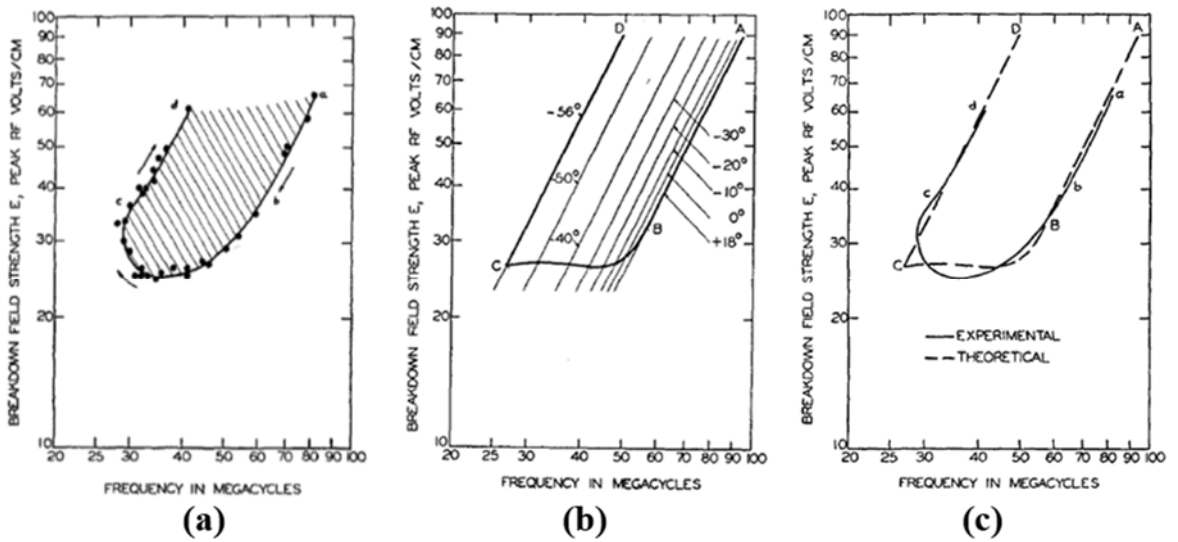 BREAKDOWN FIELD STRENGTH E, PEAK RF VOLTS/CM
100
90
80
70
60
50
40
30
20
10
a
b
c
d
20 25 30 40 50 60 70 80 100
FREQUENCY IN MEGACYCLES
(a)
BREAKDOWN FIELD STRENGTH E, PEAK RF VOLTS/CM
100
90
80
70
60
50
40
30
20
10
D A
-56°
-50°
-40°
-30°
-20°
-10°
0°
+18°
B
C
20 25 30 40 50 60 70 80 100
FREQUENCY IN MEGACYCLES
(b)
BREAKDOWN FIELD STRENGTH E, PEAK RF VOLTS/CM
100
90
80
70
60
50
40
30
20
10
D A
d a
c b
B
C
EXPERIMENTAL
THEORETICAL
20 25 30 40 50 60 70 80 90 100
FREQUENCY IN MEGACYCLES
(c)